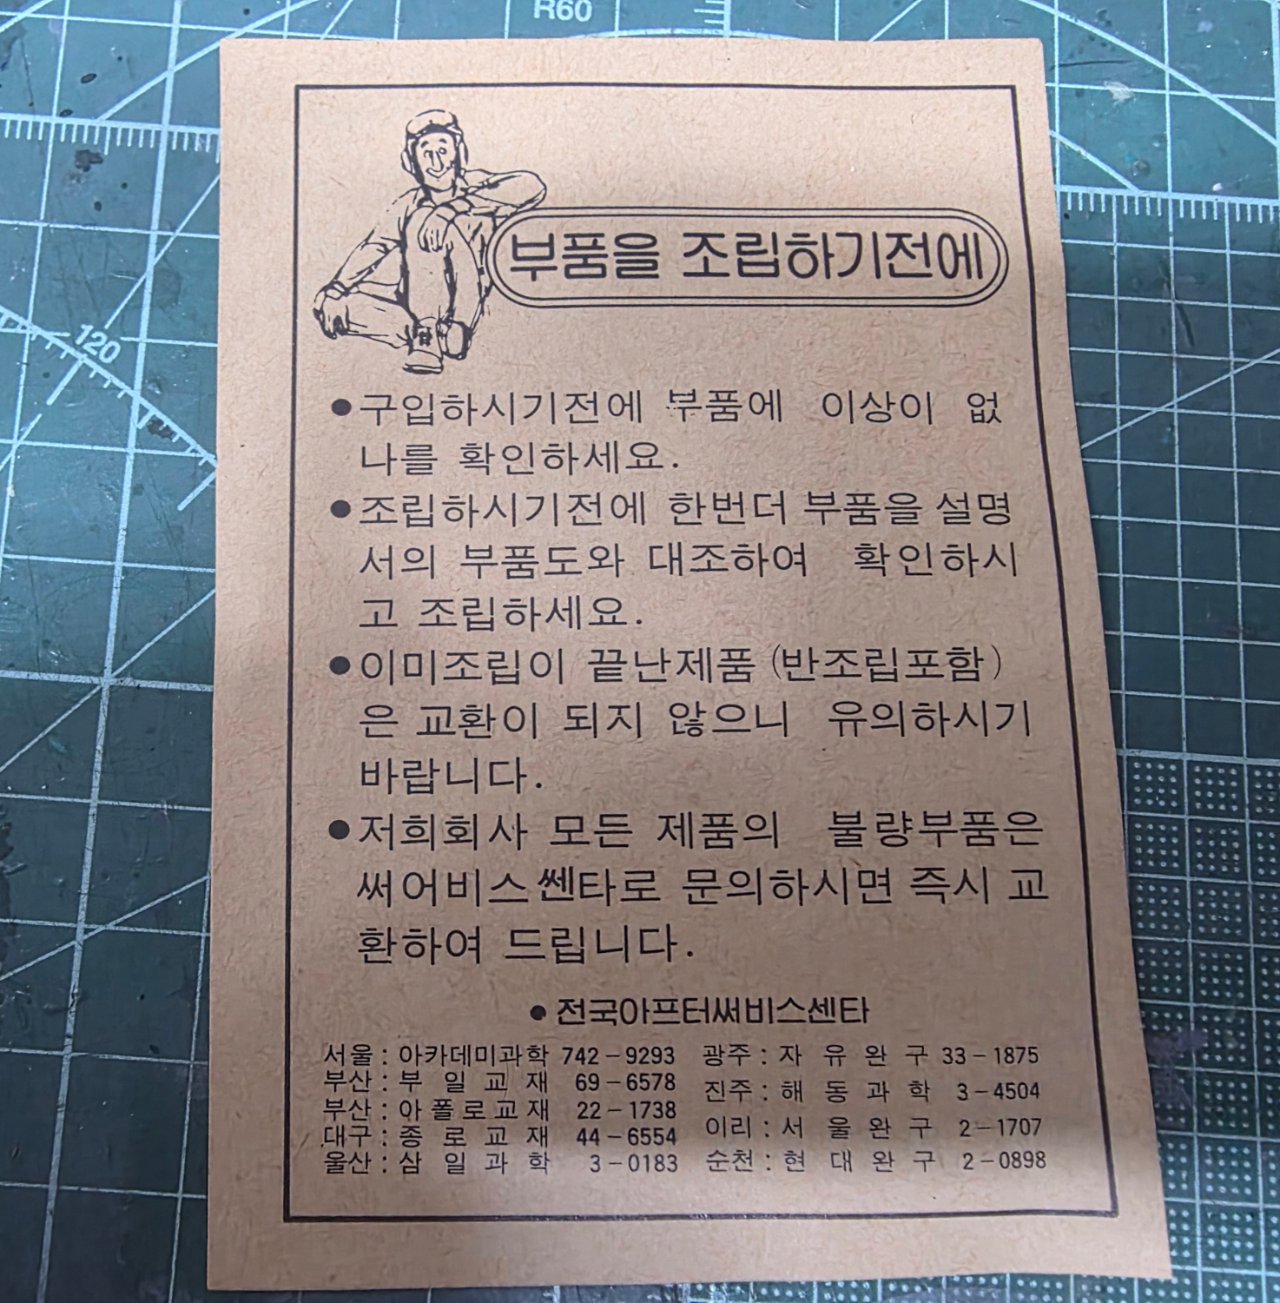 R60
120
부품을 조립하기전에
●구입하시기전에 부품에 이상이 없
나를 확인하세요.
●조립하시기전에 한번더 부품을 설명
서의 부품도와 대조하여 확인하시
고 조립하세요.
●이미조립이 끝난제품 (반조립포함)
은 교환이 되지 않으니 유의하시기
바랍니다.
●저희회사 모든 제품의 불량부품은
써어비스쎈타로 문의하시면 즉시 교
환하여 드립니다.
● 전국아프터써비스센타
서울 : 아카데미과학 742-9293
부산 : 부 일 교 재 69-6578
부산 : 아폴로교재 22-1738
대구 : 종 로 교 재 44-6554
울산 : 삼 일 과 학 3-0183
광주 : 자 유 완 구 33-1875
진주 : 해 동 과 학 3-4504
이리 : 서 울 완 구 2-1707
순천 : 현 대 완 구 2-0898